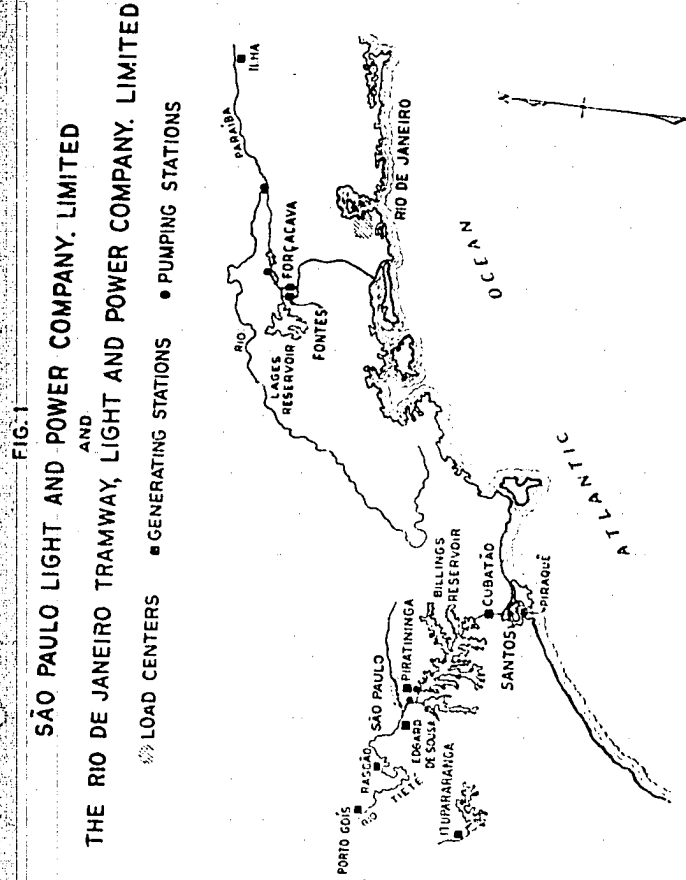 FIG. 1
SÃO PAULO LIGHT AND POWER COMPANY. LIMITED
AND
THE RIO DE JANEIRO TRAMWAY, LIGHT AND POWER COMPANY. LIMITED
LOAD CENTERS
GENERATING STATIONS
PUMPING STATIONS
ILHA
PARAIBA
RIO
FORÇACAVA
LAGES
RESERVOIR
FONTES
RIO DE JANEIRO
OCEAN
ATLANTIC
BILLINGS
RESERVOIR
CUBATÃO
PIRAQUÊ
SANTOS
PIRATININGA
SÃO PAULO
EDGARD
DE SOUSA
RASGÃO
RIO TIETÉ
PORTO GÓIS
ITUPARARANGA
N